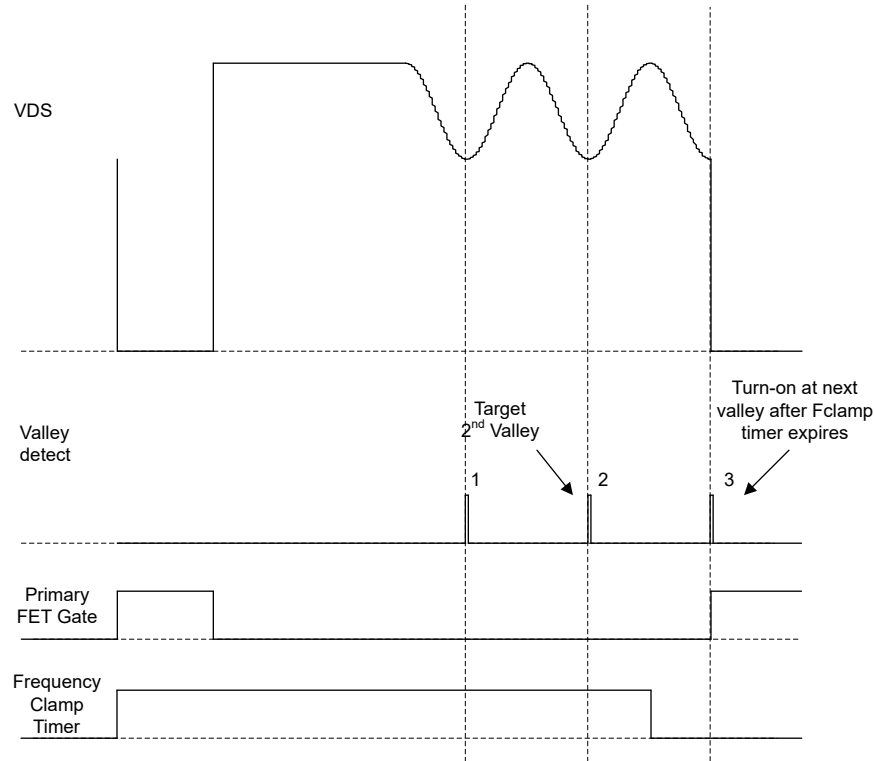 VDS
Turn-on at next
valley after Fclamp
timer expires
Target
2nd Valley
Valley
detect
1
2
3
Primary
FET Gate
Frequency
Clamp
Timer